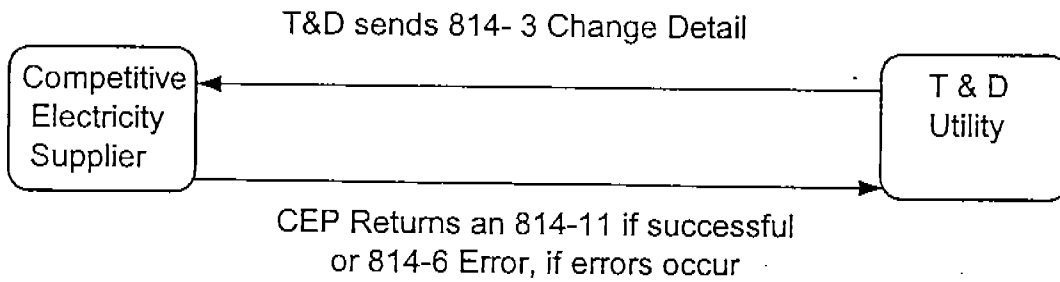 T&D sends 814- 3 Change Detail
Competitive
Electricity
Supplier
T & D
Utility
CEP Returns an 814-11 if successful
or 814-6 Error, if errors occur